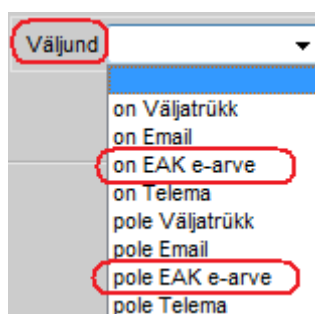 Väljund
on Väljatrükk
on Email
on EAK e-arve
on Telema
pole Väljatrükk
pole Email
pole EAK e-arve
pole Telema